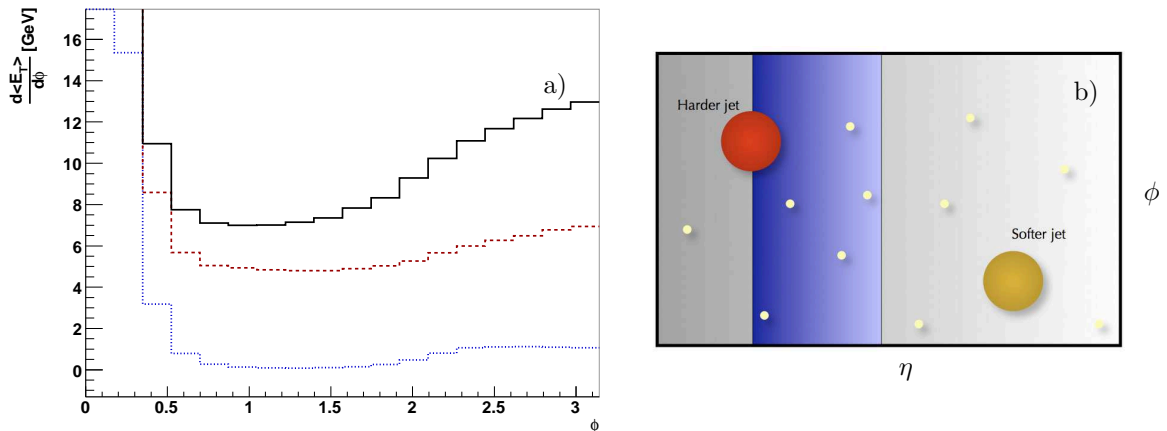 d<E_T>
dφ
[GeV]
16
14
12
10
8
6
4
2
0
0
0.5
1
1.5
2
2.5
3
φ
a)
b)
Harder jet
Softer jet
φ
η